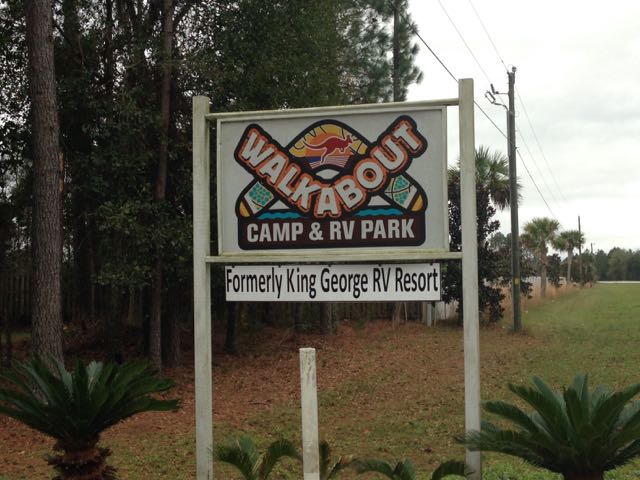 WALKABOUT
CAMP & RV PARK
Formerly King George RV Resort